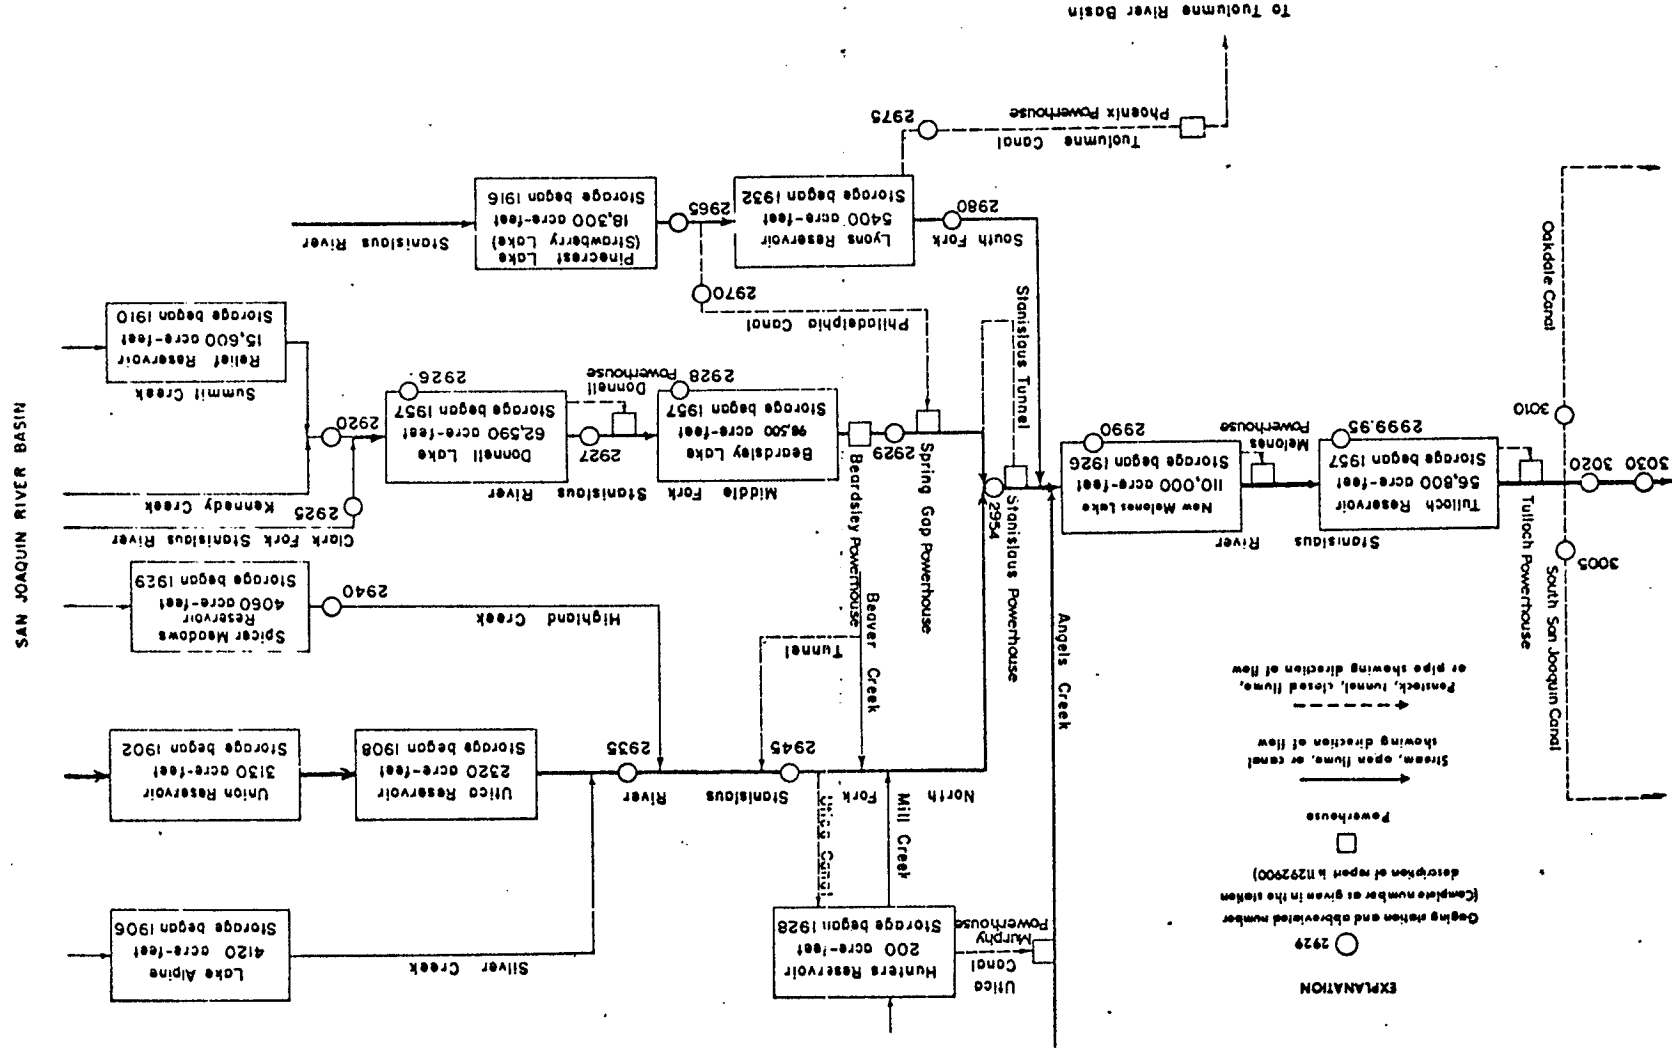 SAN JOAQUIN RIVER BASIN
EXPLANATION
2929
Gaging station and abbreviated number
(Complete number as given in the station
description of report is 11292900)
Powerhouse
Stream, open flume, or canal
showing direction of flow
Penstock, tunnel, closed flume,
or pipe showing direction of flow
Lake Alpine
4120 acre-feet
Storage began 1906
Silver Creek
Union Reservoir
3130 acre-feet
Storage began 1902
Utica Reservoir
2320 acre-feet
Storage began 1908
2935
2945
North Fork Stanislaus River
Hunters Reservoir
200 acre-feet
Storage began 1928
Utica Canal
Utica
Canal
Murphy
Powerhouse
Mill Creek
Angels Creek
Spicer Meadows
Reservoir
4060 acre-feet
Storage began 1929
2940
Highland Creek
Tunnel
Beaver Creek
Clark Fork Stanislaus River
2925
Kennedy Creek
2920
Summit Creek
Relief Reservoir
15,600 acre-feet
Storage began 1910
Donnell Lake
62,590 acre-feet
Storage began 1957
2926
2927
Donnell
Powerhouse
Middle Fork Stanislaus River
Beardsley Lake
98,500 acre-feet
Storage began 1957
2928
Beardsley Powerhouse
2929
Spring Gap Powerhouse
2954
Stanislaus Powerhouse
Stanislaus Tunnel
Stanislaus River
Pinecrest Lake
(Strawberry Lake)
18,300 acre-feet
Storage began 1916
2965
2970
Philadelphia Canal
Lyons Reservoir
5400 acre-feet
Storage began 1932
2980
South Fork
2975
Tuolumne Canal
Phoenix Powerhouse
To Tuolumne River Basin
New Melones Lake
110,000 acre-feet
Storage began 1926
2990
Melones
Powerhouse
Stanislaus River
Tulloch Reservoir
56,800 acre-feet
Storage began 1957
2999.95
Tulloch Powerhouse
3020
3030
3005
South San Joaquin Canal
3010
Oakdale Canal